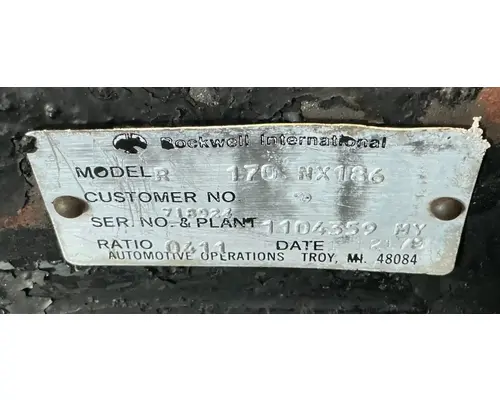 Rockwell International
MODEL R 170 NX186
CUSTOMER NO.
SER. NO. & PLANT 1104359 NY
RATIO 0411 DATE
AUTOMOTIVE OPERATIONS TROY, MI. 48084